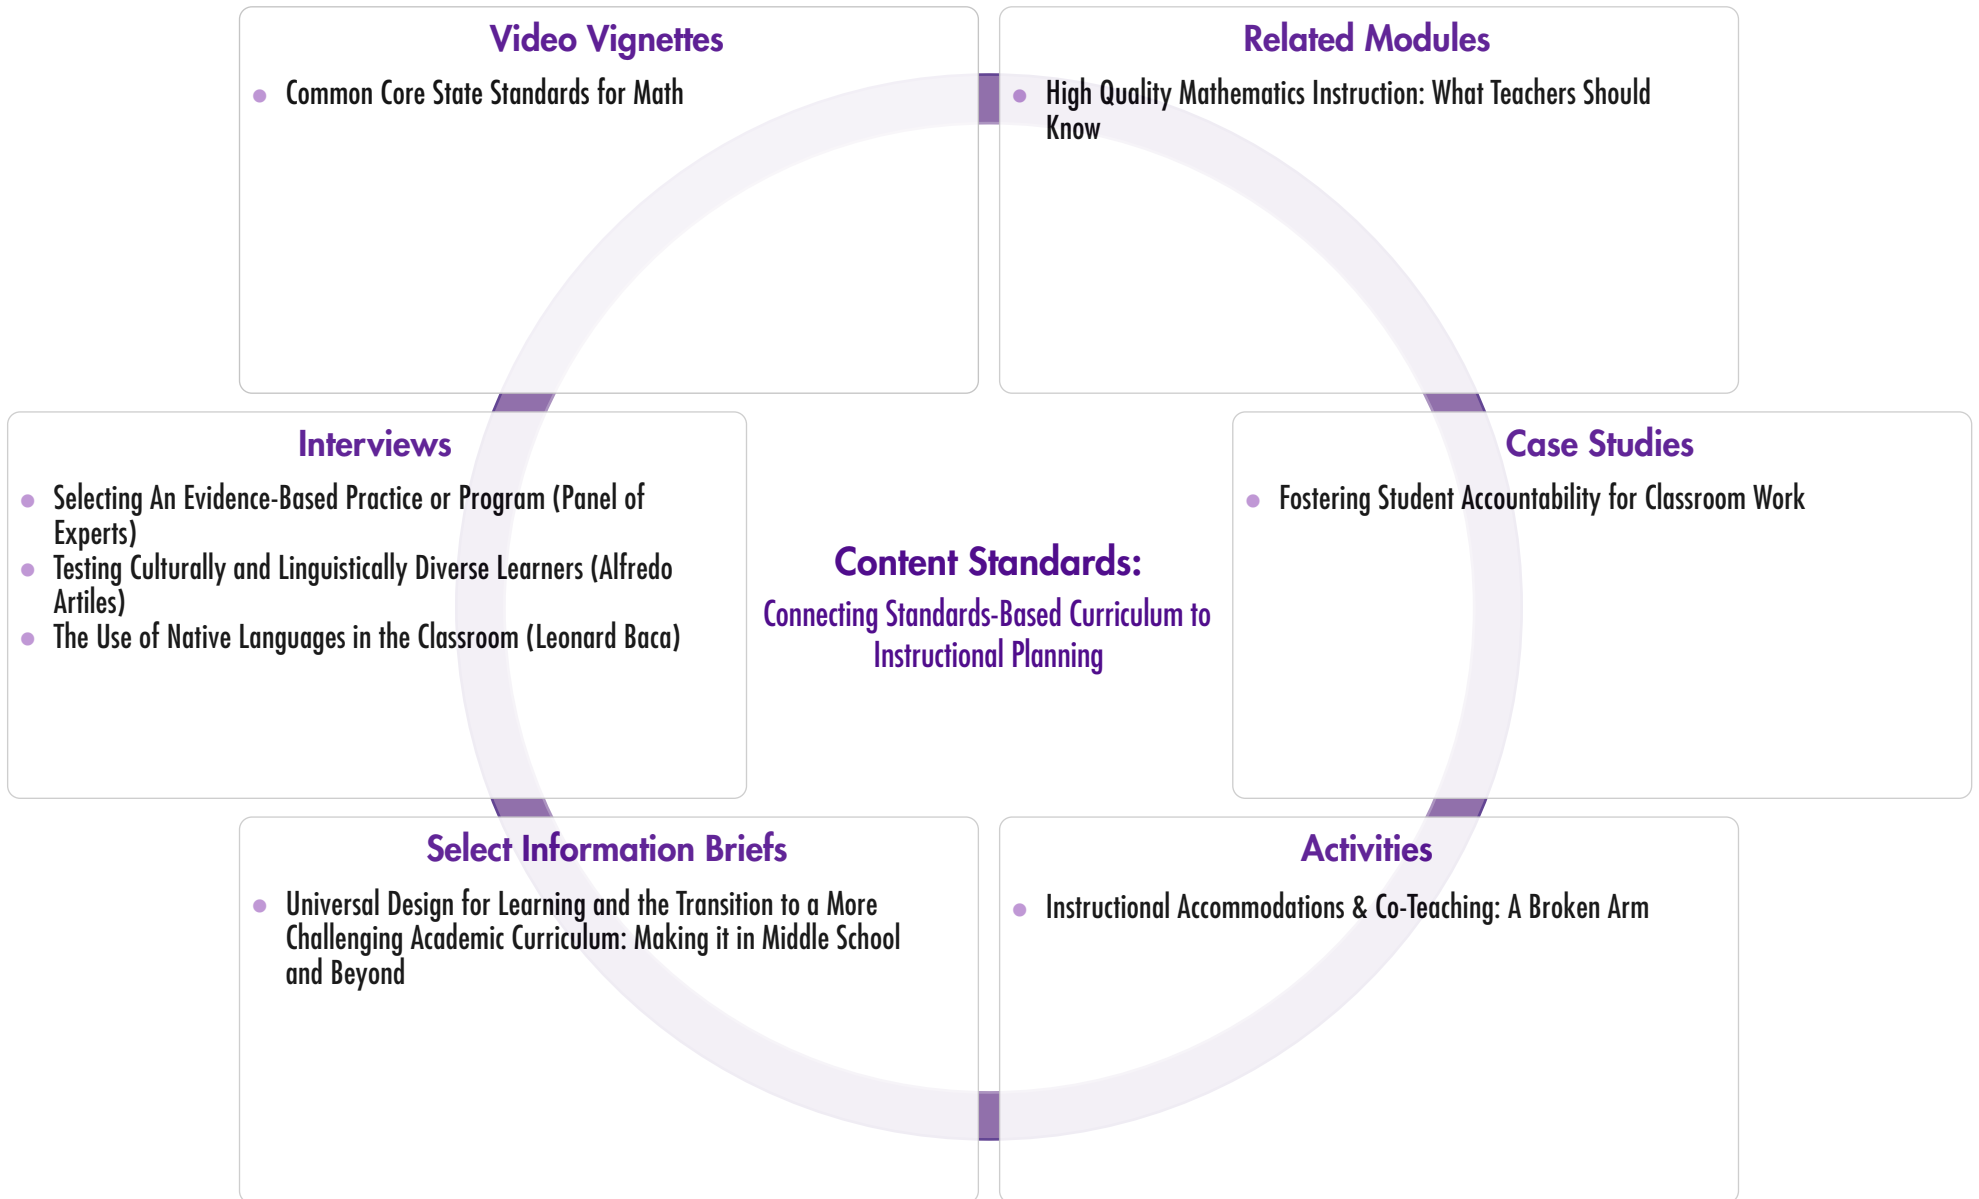 Video Vignettes
Common Core State Standards for Math
Related Modules
High Quality Mathematics Instruction: What Teachers Should
Know
Interviews
Selecting An Evidence-Based Practice or Program (Panel of
Experts)
Testing Culturally and Linguistically Diverse Learners (Alfredo
Artiles)
The Use of Native Languages in the Classroom (Leonard Baca)
Content Standards:
Connecting Standards-Based Curriculum to
Instructional Planning
Case Studies
Fostering Student Accountability for Classroom Work
Select Information Briefs
Universal Design for Learning and the Transition to a More
Challenging Academic Curriculum: Making it in Middle School
and Beyond
Activities
Instructional Accommodations & Co-Teaching: A Broken Arm